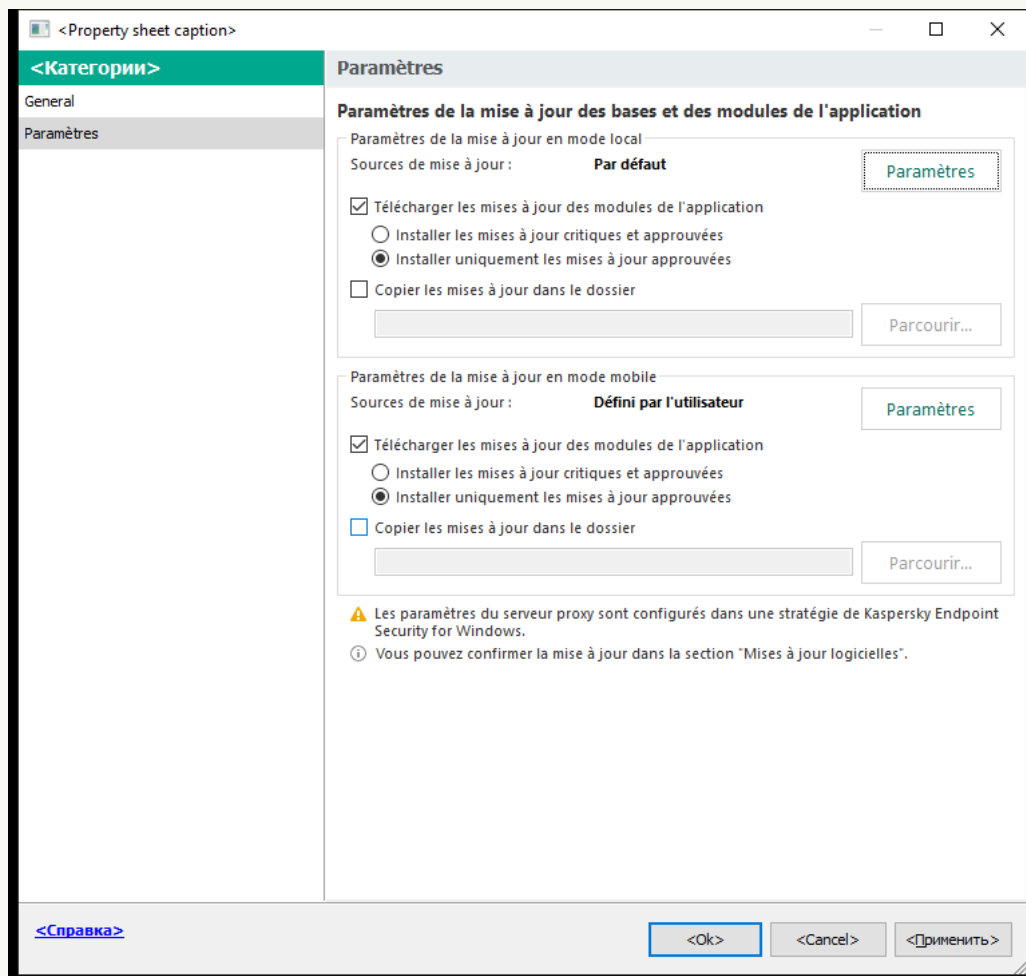 <Property sheet caption>
<Категории>
General
Paramètres
Paramètres
Paramètres de la mise à jour des bases et des modules de l'application
Paramètres de la mise à jour en mode local
Sources de mise à jour : Par défaut
Paramètres
Télécharger les mises à jour des modules de l'application
Installer les mises à jour critiques et approuvées
Installer uniquement les mises à jour approuvées
Copier les mises à jour dans le dossier
Parcourir...
Paramètres de la mise à jour en mode mobile
Sources de mise à jour : Défini par l'utilisateur
Paramètres
Télécharger les mises à jour des modules de l'application
Installer les mises à jour critiques et approuvées
Installer uniquement les mises à jour approuvées
Copier les mises à jour dans le dossier
Parcourir...
Les paramètres du serveur proxy sont configurés dans une stratégie de Kaspersky Endpoint
Security for Windows.
Vous pouvez confirmer la mise à jour dans la section "Mises à jour logicielles".
<Справка>
<Ok>
<Cancel>
<Применить>